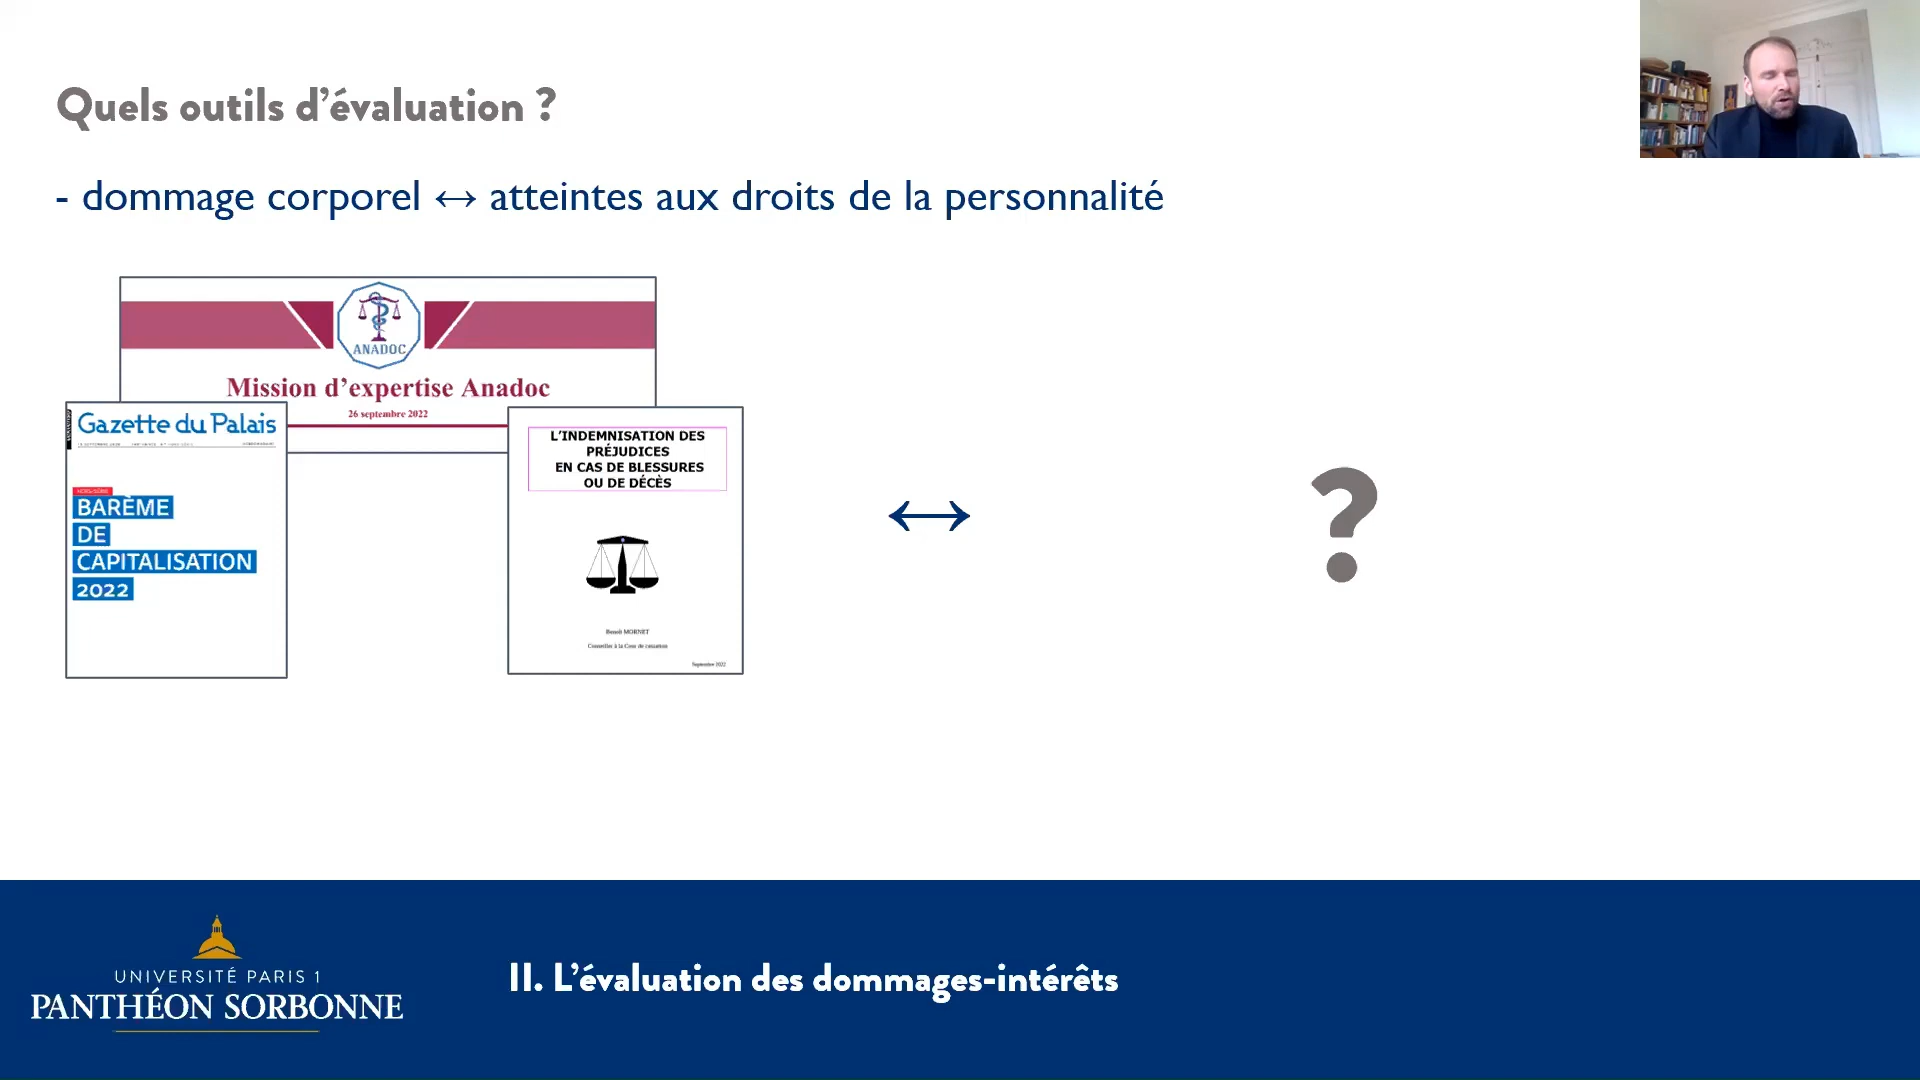 Quels outils d’évaluation ?
- dommage corporel ↔ atteintes aux droits de la personnalité
ANADOC
Mission d’expertise Anadoc
26 septembre 2022
Gazette du Palais
HORS-SÉRIE
BARÈME
DE
CAPITALISATION
2022
L’INDEMNISATION DES
PRÉJUDICES
EN CAS DE BLESSURES
OU DE DÉCÈS
Benoît MORNET
Conseiller à la Cour de cassation
Septembre 2022
↔
?
UNIVERSITÉ PARIS 1
PANTHÉON SORBONNE
II. L’évaluation des dommages-intérêts